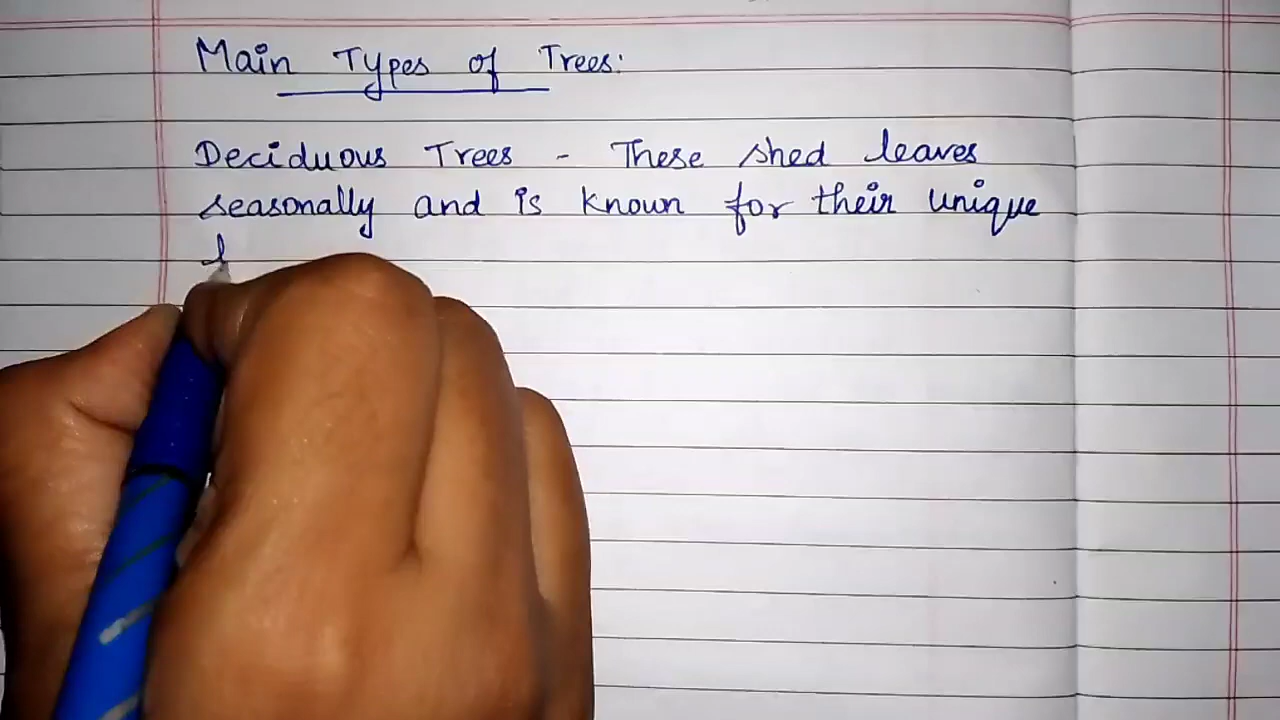 Main Types of Trees:
Deciduous Trees - These shed leaves
seasonally and is known for their unique